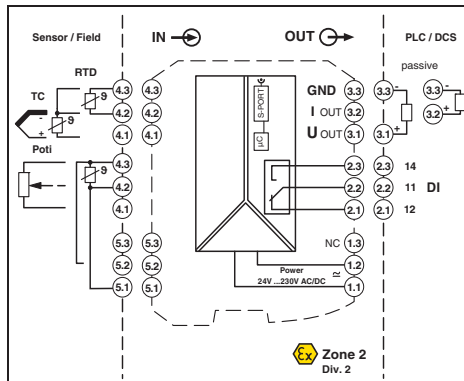 Sensor / Field
IN
OUT
PLC / DCS
RTD
TC
-
+
ϑ
ϑ
4.3
4.2
4.1
4.3
4.2
4.1
S-PORT
µC
GND
I OUT
U OUT
3.3
3.2
3.1
3.3
3.1
-
+
passive
3.3
3.2
-
+
Poti
ϑ
4.3
4.2
4.1
2.3
2.2
2.1
2.3
2.2
2.1
14
11
12
DI
5.3
5.2
5.1
5.3
5.2
5.1
NC
1.3
1.2
1.1
Power
24V ...230V AC/DC
≃
Ex
Zone 2
Div. 2